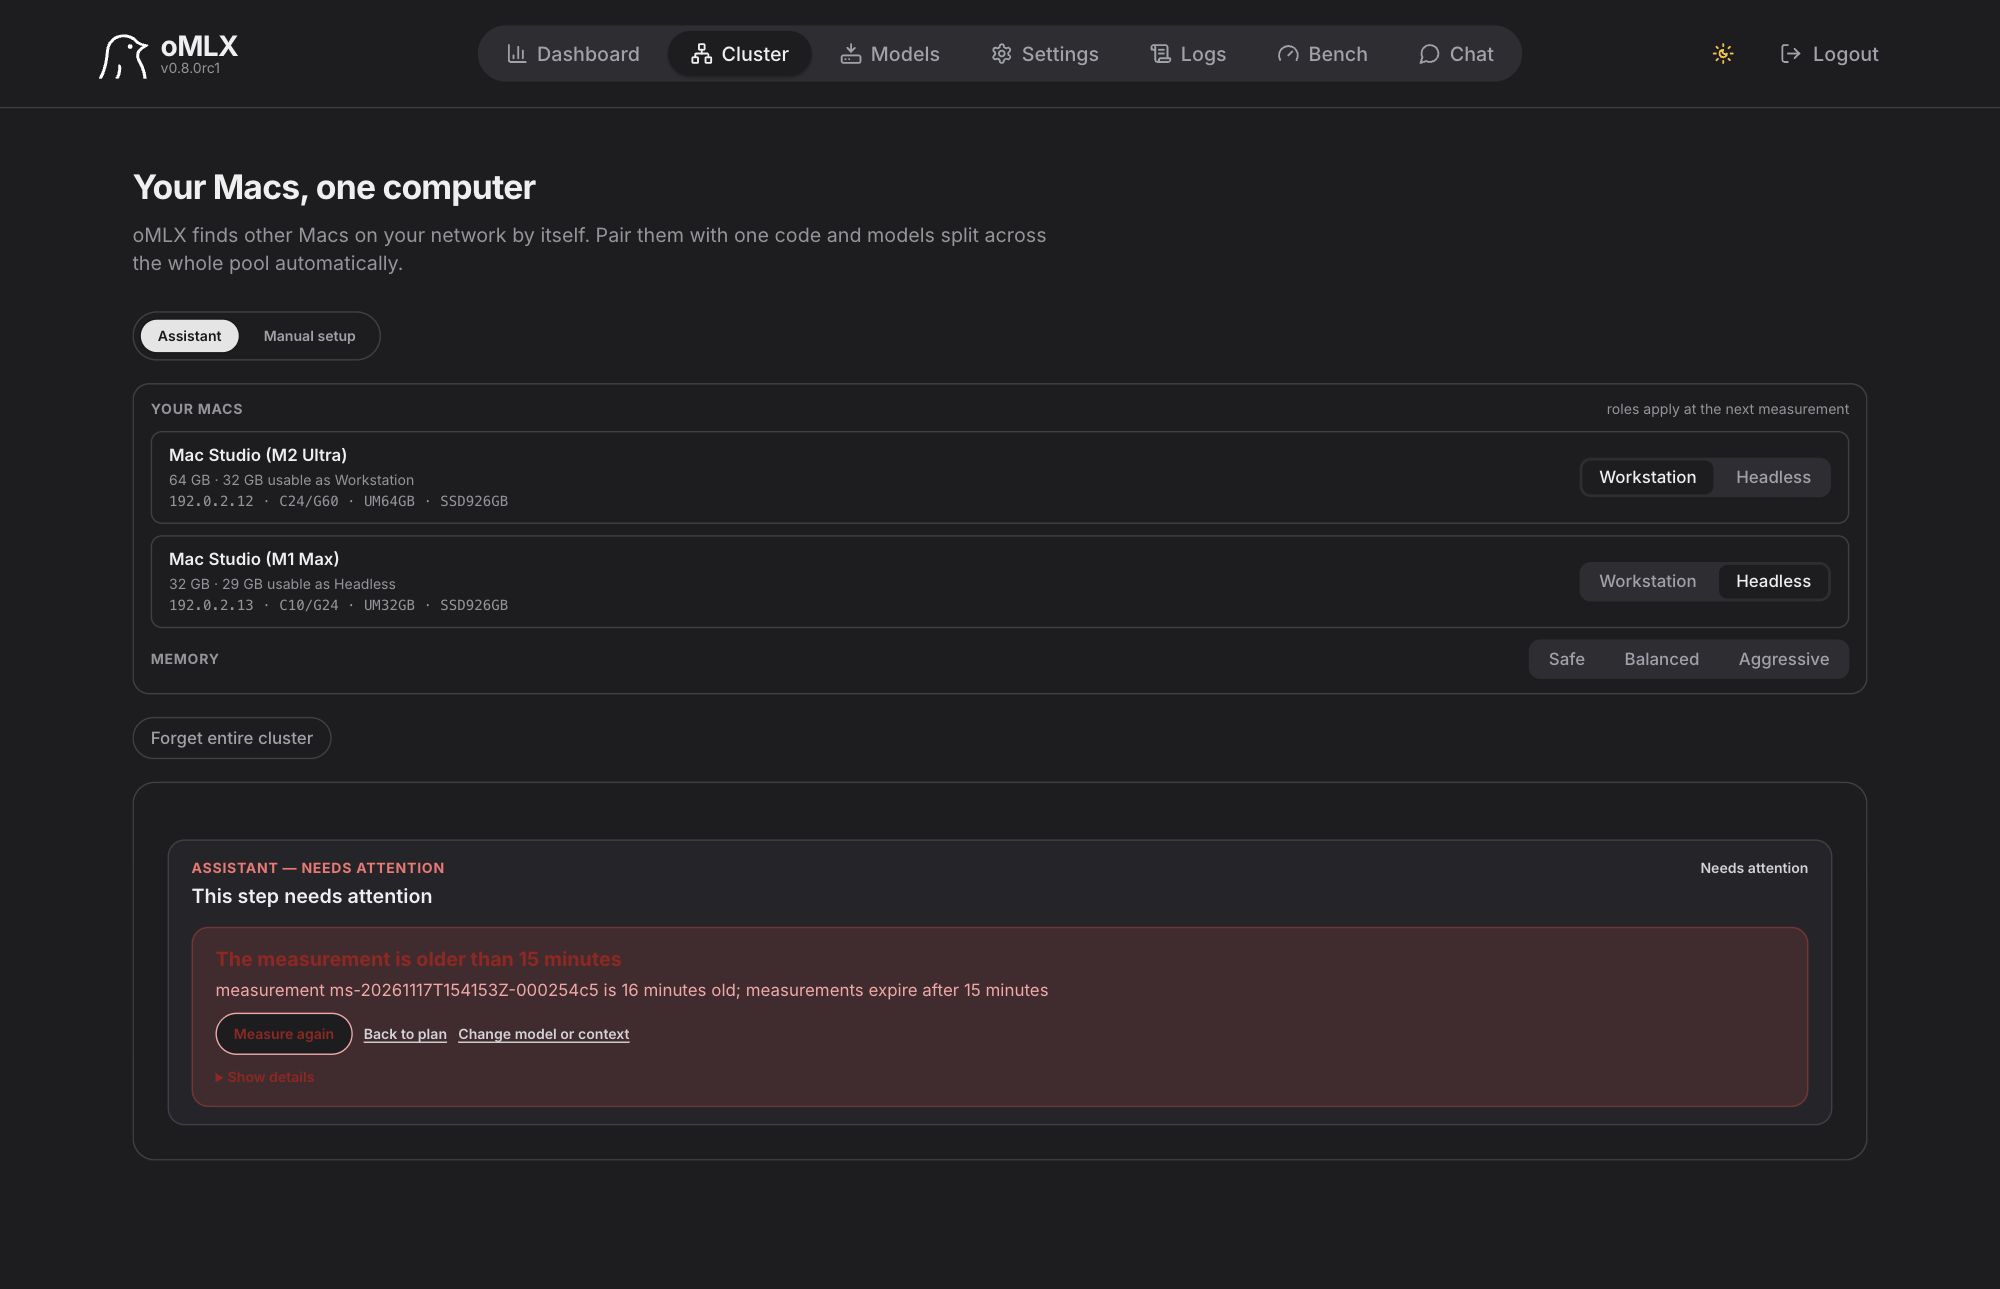 oMLX
v0.8.0rc1
Dashboard
Cluster
Models
Settings
Logs
Bench
Chat
Logout
Your Macs, one computer
oMLX finds other Macs on your network by itself. Pair them with one code and models split across
the whole pool automatically.
Assistant
Manual setup
YOUR MACS
roles apply at the next measurement
Mac Studio (M2 Ultra)
64 GB · 32 GB usable as Workstation
192.0.2.12 · C24/G60 · UM64GB · SSD926GB
Workstation
Headless
Mac Studio (M1 Max)
32 GB · 29 GB usable as Headless
192.0.2.13 · C10/G24 · UM32GB · SSD926GB
Workstation
Headless
MEMORY
Safe
Balanced
Aggressive
Forget entire cluster
ASSISTANT — NEEDS ATTENTION
Needs attention
This step needs attention
The measurement is older than 15 minutes
measurement ms-20261117T154153Z-000254c5 is 16 minutes old; measurements expire after 15 minutes
Measure again
Back to plan
Change model or context
Show details